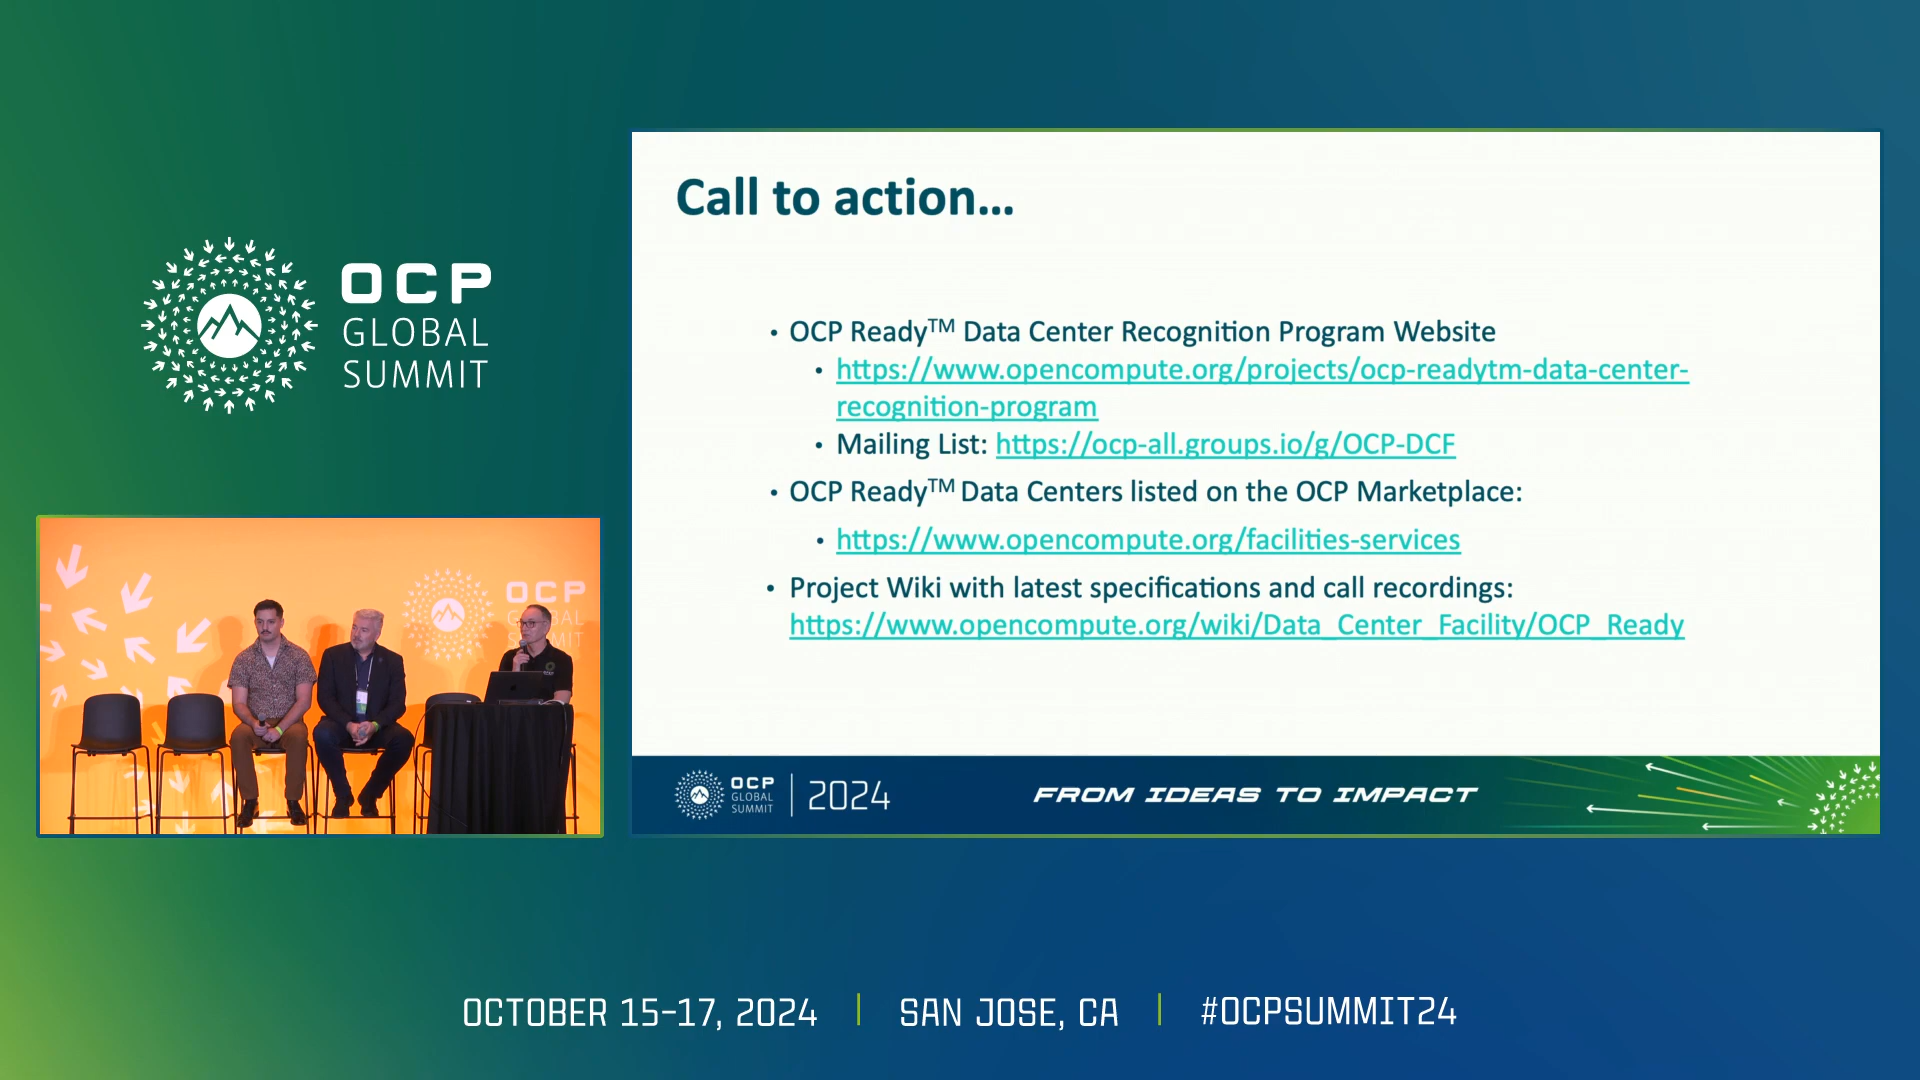 OCP
GLOBAL
SUMMIT
OCP
GLOBAL
SUMMIT
Call to action...
• OCP Ready™ Data Center Recognition Program Website
• https://www.opencompute.org/projects/ocp-readytm-data-center-
recognition-program
• Mailing List: https://ocp-all.groups.io/g/OCP-DCF
• OCP Ready™ Data Centers listed on the OCP Marketplace:
• https://www.opencompute.org/facilities-services
• Project Wiki with latest specifications and call recordings:
https://www.opencompute.org/wiki/Data_Center_Facility/OCP_Ready
OCP
GLOBAL
SUMMIT
2024
FROM IDEAS TO IMPACT
OCTOBER 15-17, 2024 | SAN JOSE, CA | #OCPSUMMIT24